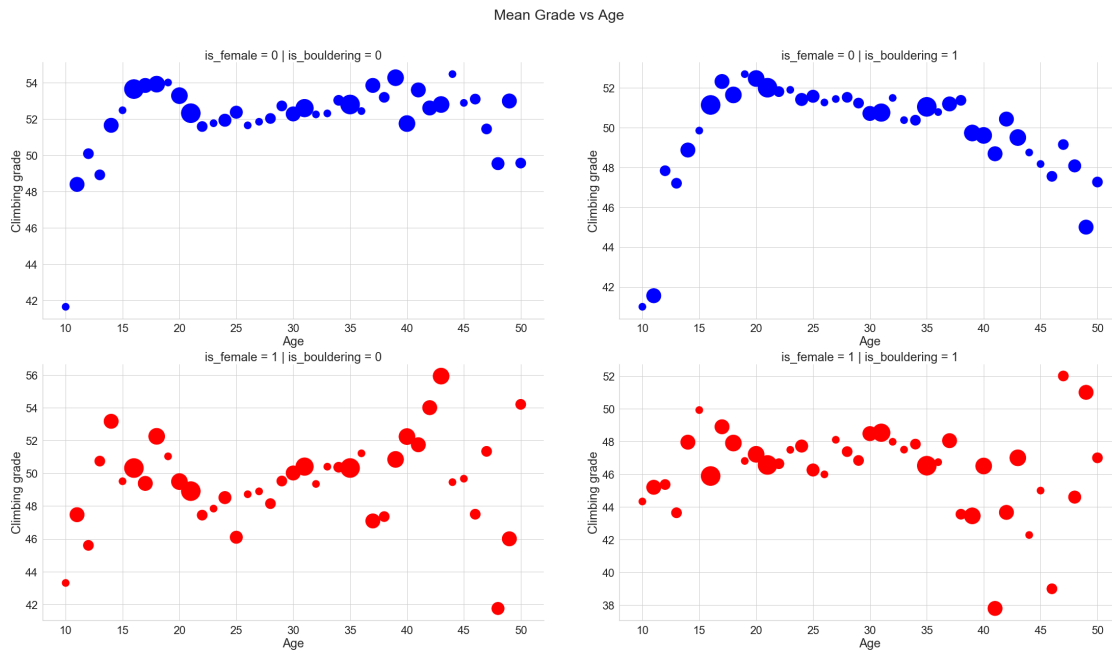 Mean Grade vs Age
is_female = 0 | is_bouldering = 0
54
52
50
48
46
44
42
Climbing grade
10 15 20 25 30 35 40 45 50
Age
is_female = 0 | is_bouldering = 1
52
50
48
46
44
42
Climbing grade
10 15 20 25 30 35 40 45 50
Age
is_female = 1 | is_bouldering = 0
56
54
52
50
48
46
44
42
Climbing grade
10 15 20 25 30 35 40 45 50
Age
is_female = 1 | is_bouldering = 1
52
50
48
46
44
42
40
38
Climbing grade
10 15 20 25 30 35 40 45 50
Age